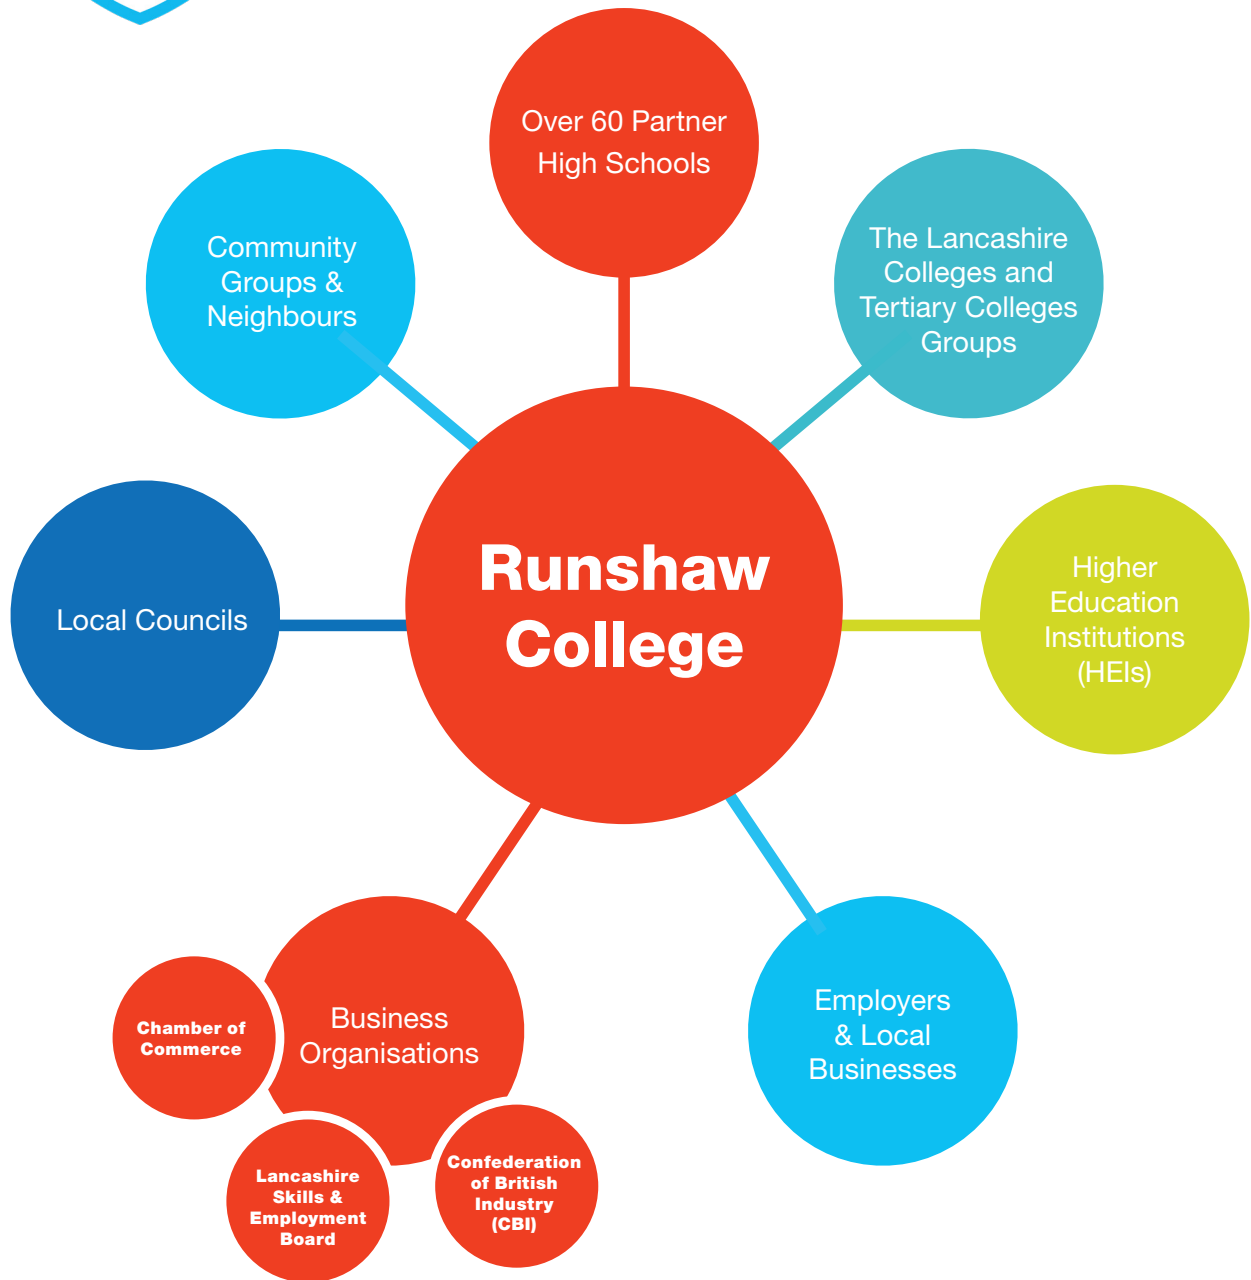 Over 60 Partner
High Schools
Community
Groups &
Neighbours
The Lancashire
Colleges and
Tertiary Colleges
Groups
Runshaw
College
Local Councils
Higher
Education
Institutions
(HEIs)
Business
Organisations
Chamber of
Commerce
Lancashire
Skills &
Employment
Board
Confederation
of British
Industry
(CBI)
Employers
& Local
Businesses